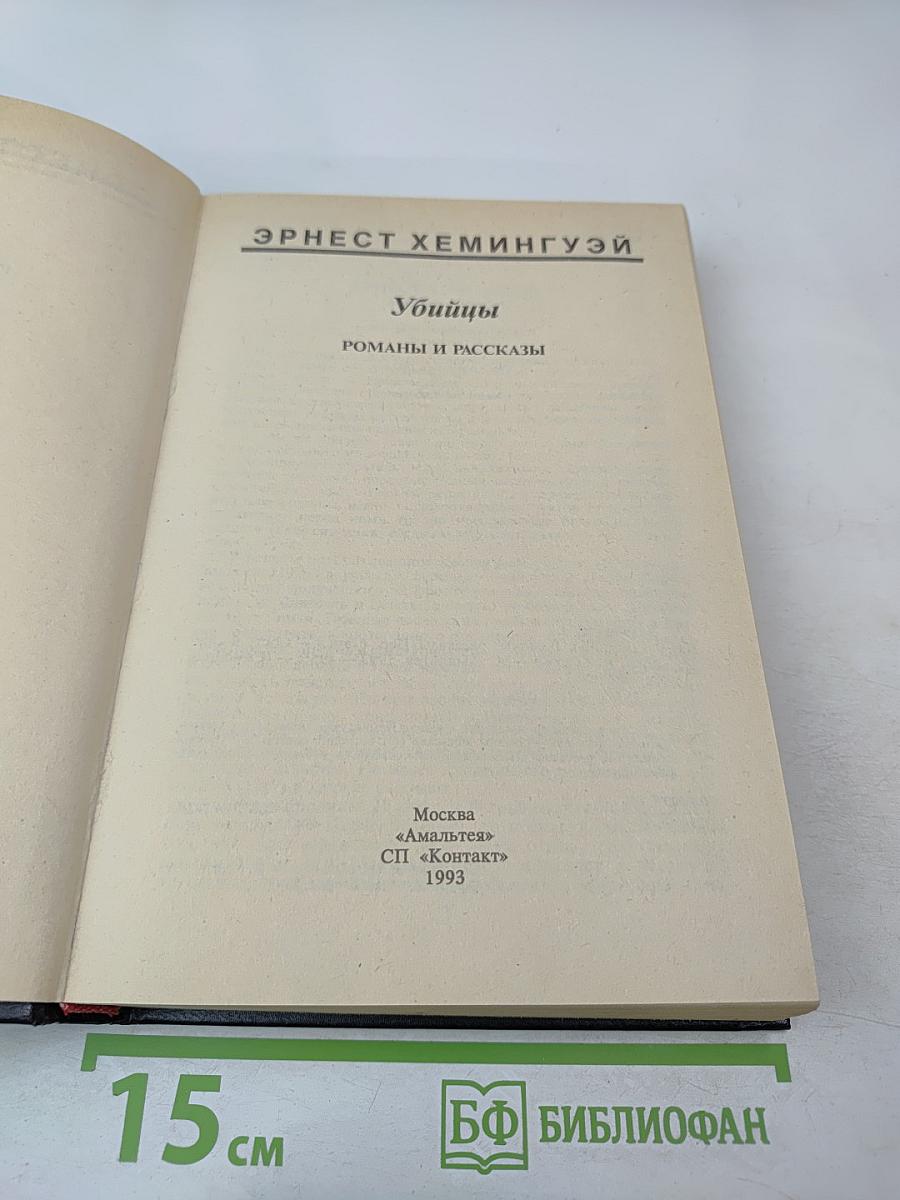 ЭРНЕСТ ХЕМИНГУЭЙ
Убийцы
РОМАНЫ И РАССКАЗЫ
Москва
«Амальтея»
СП «Контакт»
1993
15 см
БФ БИБЛИОФАН